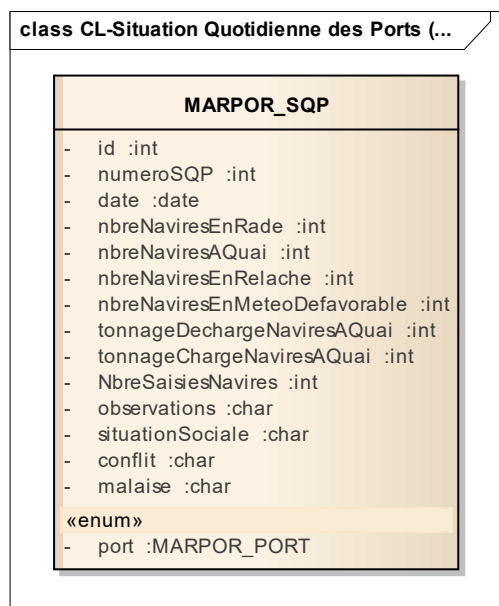 class CL-Situation Quotidienne des Ports (...
MARPOR_SQP
- id :int
- numeroSQP :int
- date :date
- nbreNaviresEnRade :int
- nbreNaviresAQuai :int
- nbreNaviresEnRelache :int
- nbreNaviresEnMeteoDefavorable :int
- tonnageDechargeNaviresAQuai :int
- tonnageChargeNaviresAQuai :int
- NbreSaisiesNavires :int
- observations :char
- situationSociale :char
- conflit :char
- malaise :char
«enum»
- port :MARPOR_PORT